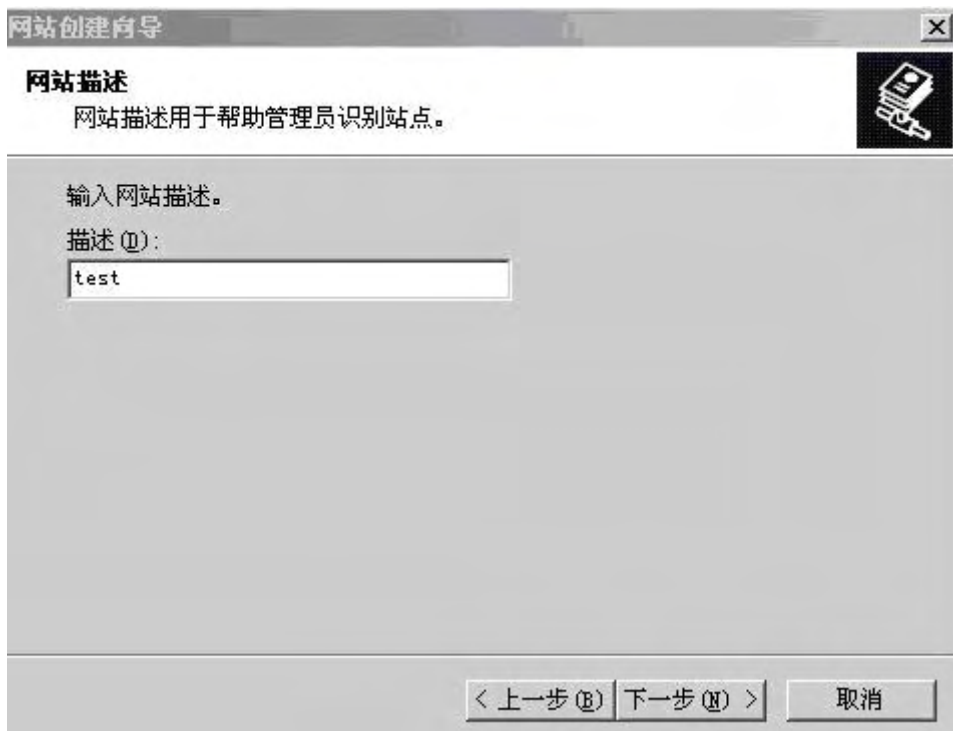 网站创建向导
网站描述
网站描述用于帮助管理员识别站点。
输入网站描述。
描述(D):
test
< 上一步(B) 下一步(N) > 取消